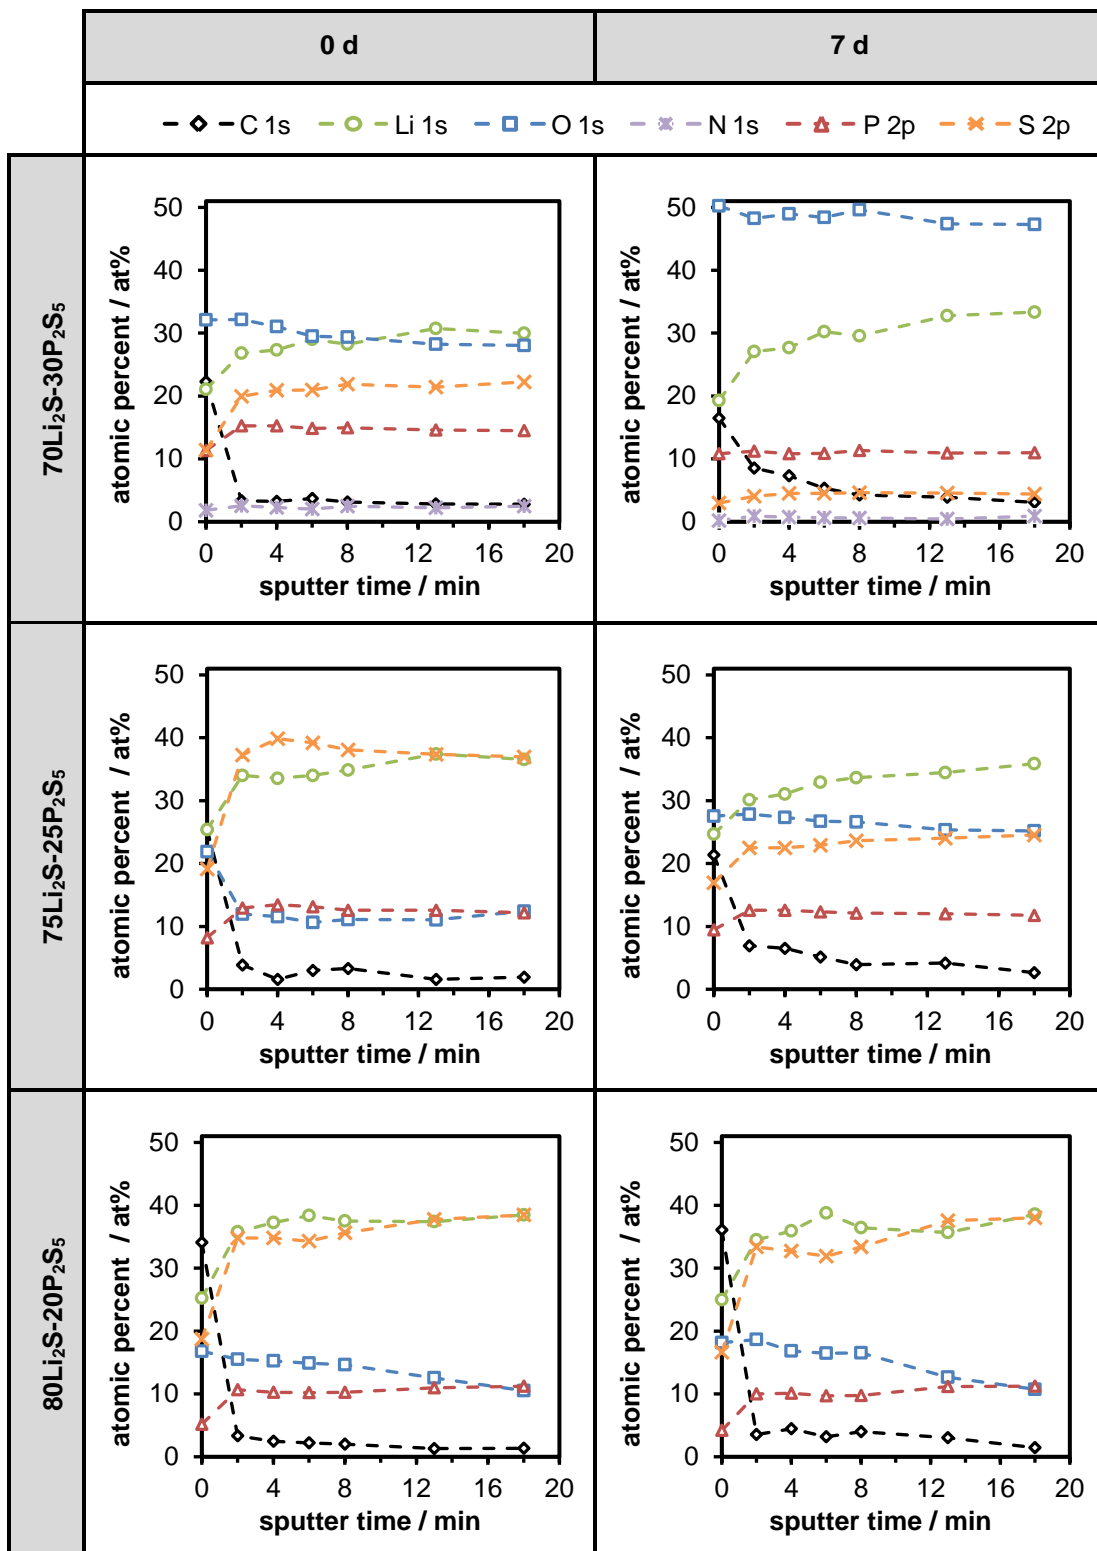 0 d
7 d
C 1s Li 1s O 1s N 1s P 2p S 2p
70Li₂S-30P₂S₅
atomic percent / at%
50
40
30
20
10
0
0 4 8 12 16 20
sputter time / min
atomic percent / at%
50
40
30
20
10
0
0 4 8 12 16 20
sputter time / min
75Li₂S-25P₂S₅
atomic percent / at%
50
40
30
20
10
0
0 4 8 12 16 20
sputter time / min
atomic percent / at%
50
40
30
20
10
0
0 4 8 12 16 20
sputter time / min
80Li₂S-20P₂S₅
atomic percent / at%
50
40
30
20
10
0
0 4 8 12 16 20
sputter time / min
atomic percent / at%
50
40
30
20
10
0
0 4 8 12 16 20
sputter time / min